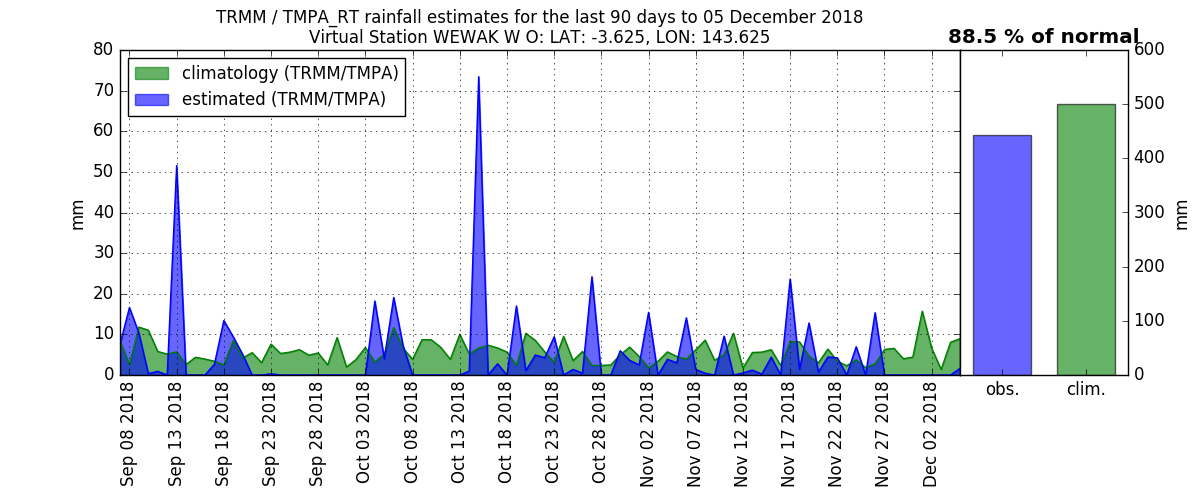 TRMM / TMPA_RT rainfall estimates for the last 90 days to 05 December 2018
Virtual Station WEWAK W O: LAT: -3.625, LON: 143.625
88.5 % of normal
climatology (TRMM/TMPA)
estimated (TRMM/TMPA)
80
70
60
50
40
30
20
10
0
mm
Sep 08 2018
Sep 13 2018
Sep 18 2018
Sep 23 2018
Sep 28 2018
Oct 03 2018
Oct 08 2018
Oct 13 2018
Oct 18 2018
Oct 23 2018
Oct 28 2018
Nov 02 2018
Nov 07 2018
Nov 12 2018
Nov 17 2018
Nov 22 2018
Nov 27 2018
Dec 02 2018
600
500
400
300
200
100
0
mm
obs.
clim.